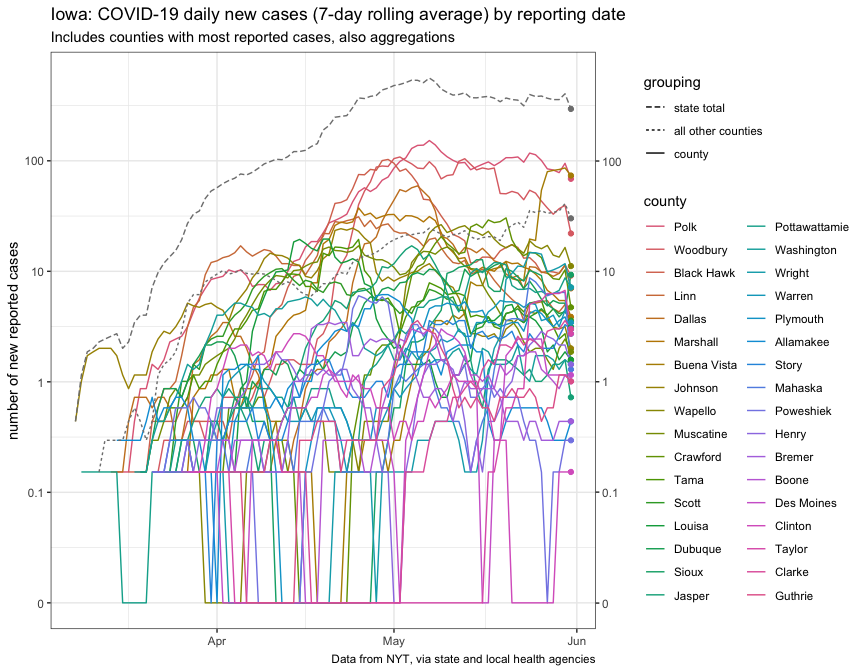 Iowa: COVID-19 daily new cases (7-day rolling average) by reporting date
Includes counties with most reported cases, also aggregations
number of new reported cases
100
10
1
0.1
0
100
10
1
0.1
0
Apr
May
Jun
Data from NYT, via state and local health agencies
grouping
state total
all other counties
county
county
Polk
Woodbury
Black Hawk
Linn
Dallas
Marshall
Buena Vista
Johnson
Wapello
Muscatine
Crawford
Tama
Scott
Louisa
Dubuque
Sioux
Jasper
Pottawattamie
Washington
Wright
Warren
Plymouth
Allamakee
Story
Mahaska
Poweshiek
Henry
Bremer
Boone
Des Moines
Clinton
Taylor
Clarke
Guthrie